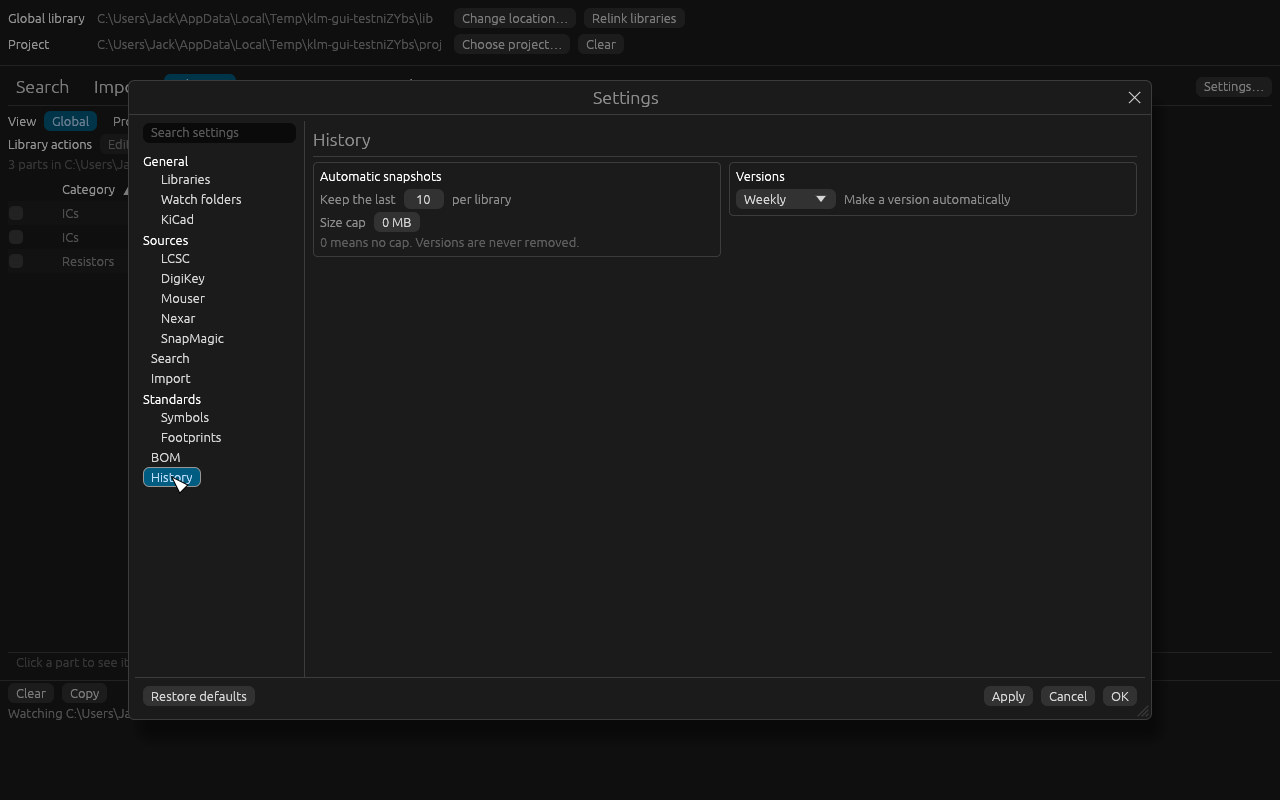 Global library C:\Users\Jack\AppData\Local\Temp\klm-gui-testniZYbs\lib Change location... Relink libraries
Project C:\Users\Jack\AppData\Local\Temp\klm-gui-testniZYbs\proj Choose project... Clear
Search Settings...
Settings
View Global
Library actions
3 parts in
Category
ICs
ICs
Resistors
Search settings
General
Libraries
Watch folders
KiCad
Sources
LCSC
DigiKey
Mouser
Nexar
SnapMagic
Search
Import
Standards
Symbols
Footprints
BOM
History
History
Automatic snapshots
Keep the last 10 per library
Size cap 0 MB
0 means no cap. Versions are never removed.
Versions
Weekly Make a version automatically
Restore defaults Apply Cancel OK
Click a part to see
Clear Copy
Watching